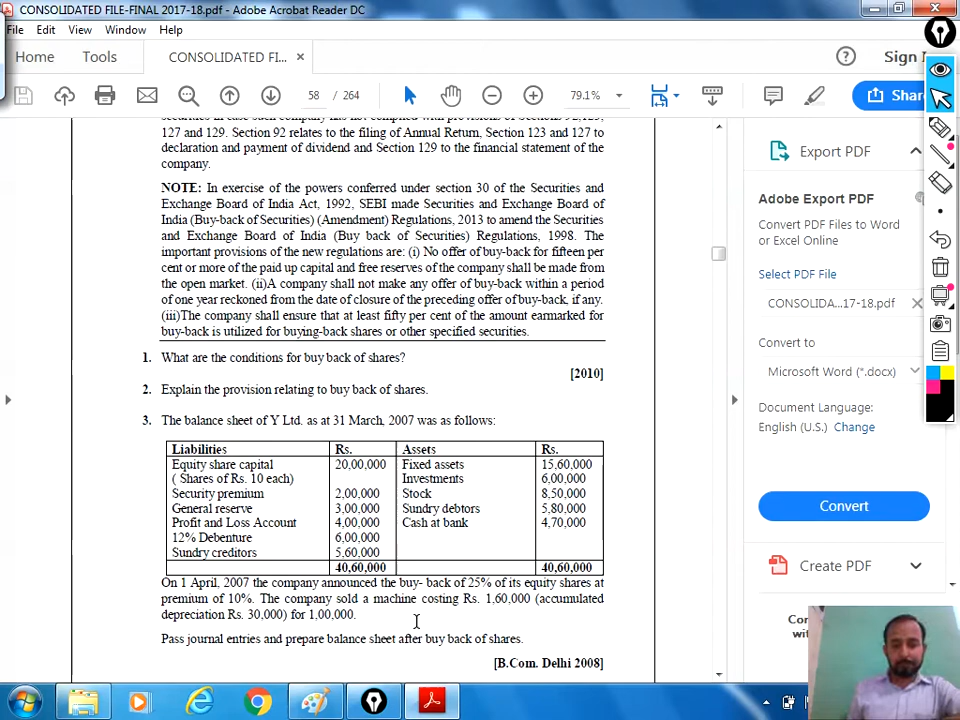 CONSOLIDATED FILE-FINAL 2017-18.pdf - Adobe Acrobat Reader DC
File Edit View Window Help
Home Tools CONSOLIDATED FI... × Sign
58 / 264 79.1%
127 and 129. Section 92 relates to the filing of Annual Return, Section 123 and 127 to
declaration and payment of dividend and Section 129 to the financial statement of the
company.
NOTE: In exercise of the powers conferred under section 30 of the Securities and
Exchange Board of India Act, 1992, SEBI made Securities and Exchange Board of
India (Buy-back of Securities) (Amendment) Regulations, 2013 to amend the Securities
and Exchange Board of India (Buy back of Securities) Regulations, 1998. The
important provisions of the new regulations are: (i) No offer of buy-back for fifteen per
cent or more of the paid up capital and free reserves of the company shall be made from
the open market. (ii)A company shall not make any offer of buy-back within a period
of one year reckoned from the date of closure of the preceding offer of buy-back, if any.
(iii)The company shall ensure that at least fifty per cent of the amount earmarked for
buy-back is utilized for buying-back shares or other specified securities.
1. What are the conditions for buy back of shares?
[2010]
2. Explain the provision relating to buy back of shares.
3. The balance sheet of Y Ltd. as at 31 March, 2007 was as follows:
Liabilities Rs. Assets Rs.
Equity share capital 20,00,000 Fixed assets 15,60,000
( Shares of Rs. 10 each) Investments 6,00,000
Security premium 2,00,000 Stock 8,50,000
General reserve 3,00,000 Sundry debtors 5,80,000
Profit and Loss Account 4,00,000 Cash at bank 4,70,000
12% Debenture 6,00,000
Sundry creditors 5,60,000
40,60,000 40,60,000
On 1 April, 2007 the company announced the buy- back of 25% of its equity shares at
premium of 10%. The company sold a machine costing Rs. 1,60,000 (accumulated
depreciation Rs. 30,000) for 1,00,000.
Pass journal entries and prepare balance sheet after buy back of shares.
[B.Com. Delhi 2008]
Export PDF
Adobe Export PDF
Convert PDF Files to Word
or Excel Online
Select PDF File
CONSOLIDA...17-18.pdf
Convert to
Microsoft Word (*.docx)
Document Language:
English (U.S.) Change
Convert
Create PDF